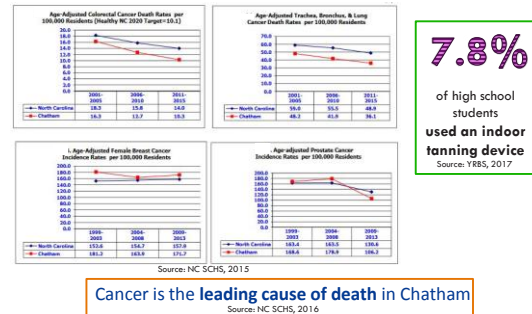 Age-Adjusted Colorectal Cancer Death Rates per
100,000 Residents (Healthy NC 2020 Target=10.1)
20.0
18.0
16.0
14.0
12.0
10.0
8.0
6.0
4.0
2.0
0.0
2001-2005 2006-2010 2011-2015
North Carolina 18.3 15.8 14.0
Chatham 16.3 12.7 10.3
Age-Adjusted Trachea, Bronchus, & Lung
Cancer Death Rates per 100,000 Residents
70.0
60.0
50.0
40.0
30.0
20.0
10.0
0.0
2001-2005 2006-2010 2011-2015
North Carolina 59.0 55.5 48.9
Chatham 48.2 41.9 36.1
. Age-adjusted Female Breast Cancer
Incidence Rates per 100,000 Residents
200.0
180.0
160.0
140.0
120.0
100.0
80.0
60.0
40.0
20.0
0.0
1999-2003 2004-2008 2009-2013
North Carolina 152.6 154.7 157.9
Chatham 181.2 163.9 171.7
. Age-adjusted Prostate Cancer
Incidence Rates per 100,000 Residents
200.0
180.0
160.0
140.0
120.0
100.0
80.0
60.0
40.0
20.0
0.0
1999-2003 2004-2008 2009-2013
North Carolina 163.4 163.5 130.6
Chatham 168.6 178.9 106.2
Source: NC SCHS, 2015
7.8%
of high school
students
used an indoor
tanning device
Source: YRBS, 2017
Cancer is the leading cause of death in Chatham
Source: NC SCHS, 2016